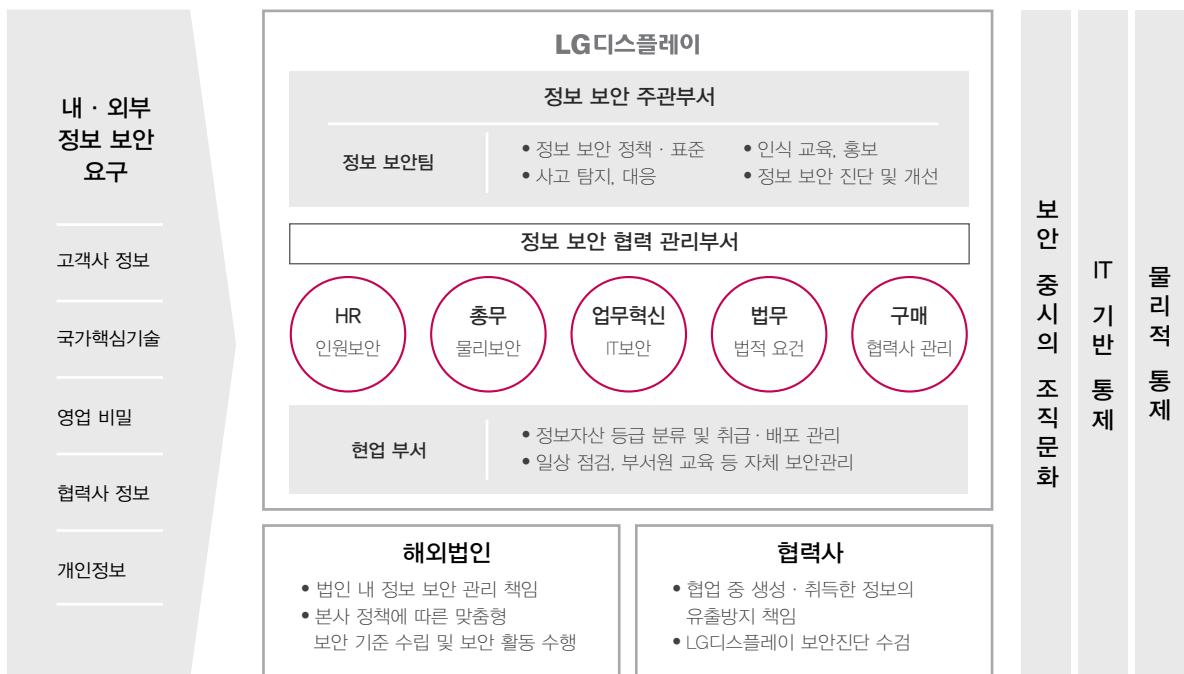 내 · 외부
정보 보안
요구
고객사 정보
국가핵심기술
영업 비밀
협력사 정보
개인정보
LG디스플레이
정보 보안 주관부서
정보 보안팀
• 정보 보안 정책 · 표준
• 사고 탐지, 대응
• 인식 교육, 홍보
• 정보 보안 진단 및 개선
정보 보안 협력 관리부서
HR
인원보안
총무
물리보안
업무혁신
IT보안
법무
법적 요건
구매
협력사 관리
현업 부서
• 정보자산 등급 분류 및 취급 · 배포 관리
• 일상 점검, 부서원 교육 등 자체 보안관리
해외법인
• 법인 내 정보 보안 관리 책임
• 본사 정책에 따른 맞춤형
보안 기준 수립 및 보안 활동 수행
협력사
• 협업 중 생성 · 취득한 정보의
유출방지 책임
• LG디스플레이 보안진단 수검
보안 중시의 조직문화
IT 기반 통제
물리적 통제